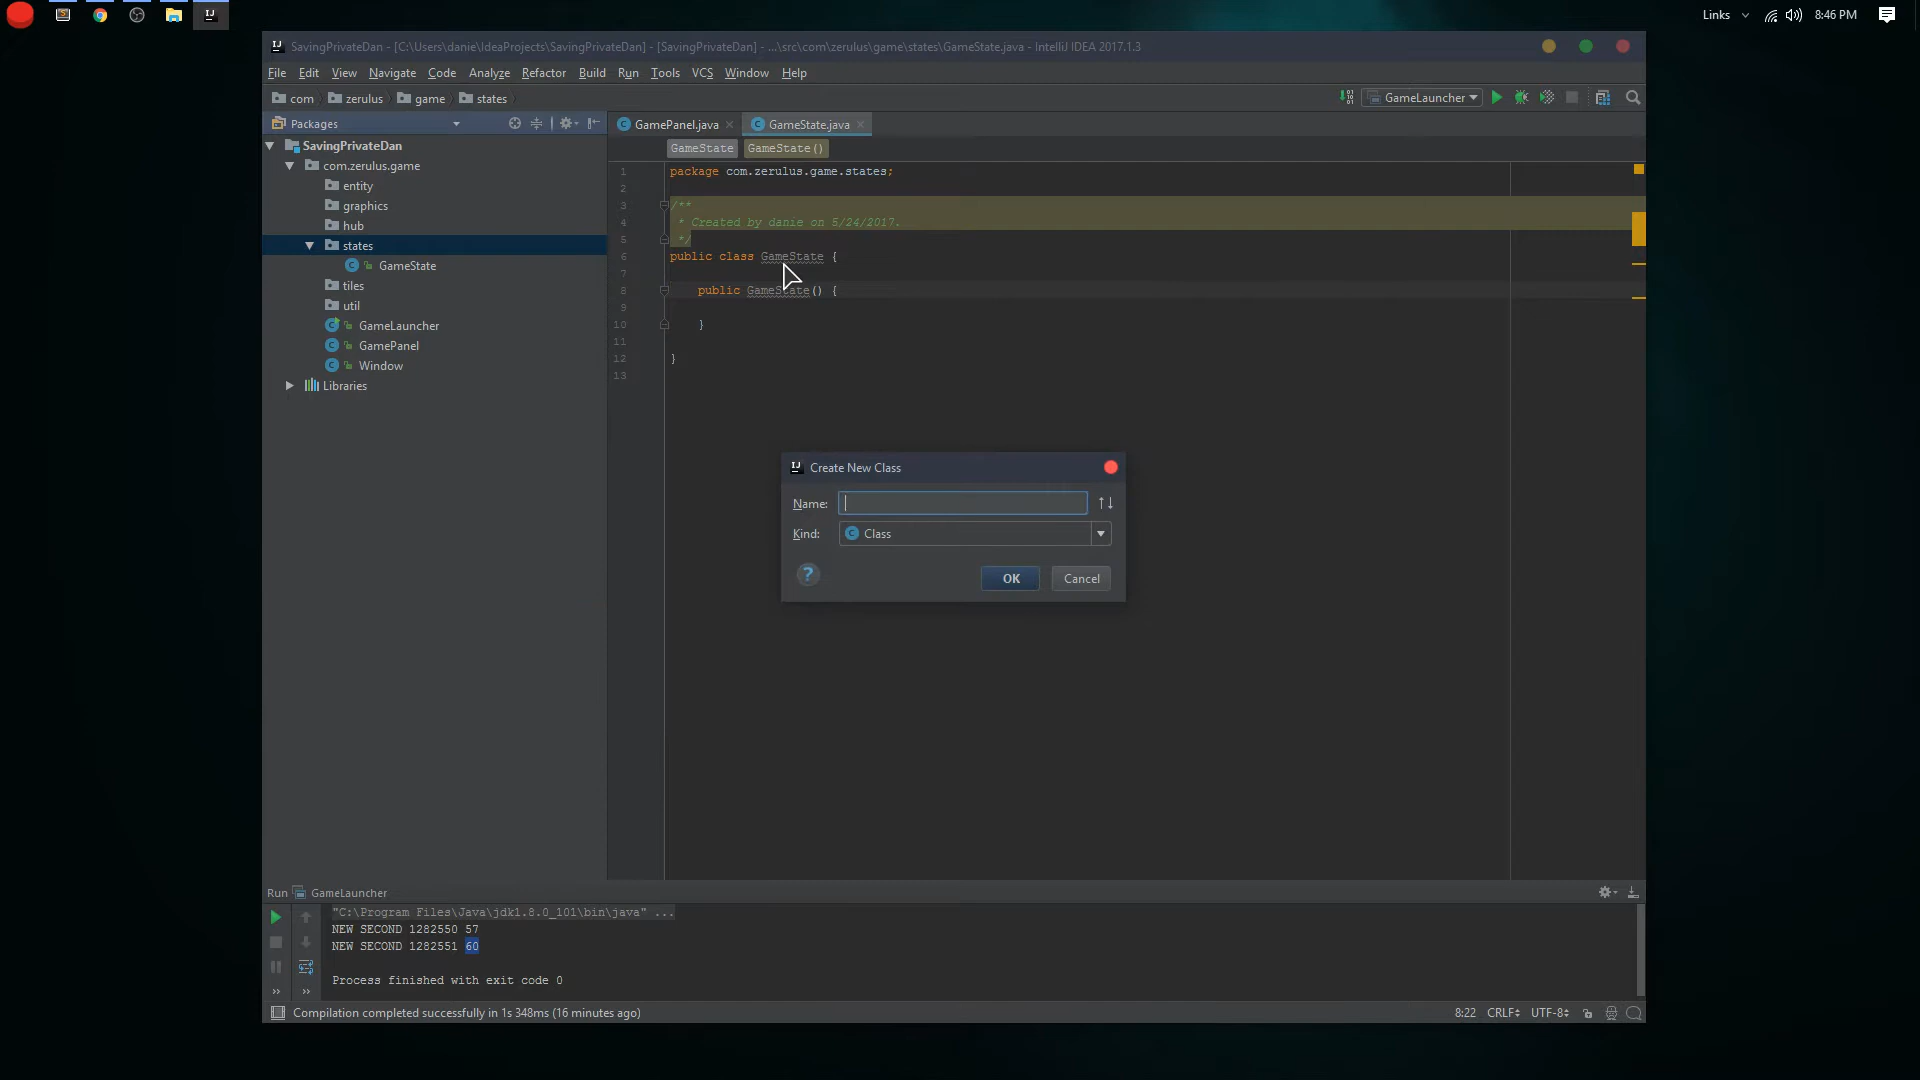 Links 8:46 PM
SavingPrivateDan - [C:\Users\danie\IdeaProjects\SavingPrivateDan] - [SavingPrivateDan] - ...\src\com\zerulus\game\states\GameState.java - IntelliJ IDEA 2017.1.3
File Edit View Navigate Code Analyze Refactor Build Run Tools VCS Window Help
com zerulus game states GameLauncher
Packages
GamePanel.java GameState.java
GameState GameState()
SavingPrivateDan
com.zerulus.game
entity
graphics
hub
states
GameState
tiles
util
GameLauncher
GamePanel
Window
Libraries
1 package com.zerulus.game.states;
2
3 /**
4 * Created by danie on 5/24/2017.
5 */
6 public class GameState {
7
8 public GameState() {
9
10 }
11
12 }
13
Create New Class
Name:
Kind: Class
? OK Cancel
Run GameLauncher
"C:\Program Files\Java\jdk1.8.0_101\bin\java" ...
NEW SECOND 1282550 57
NEW SECOND 1282551 60
Process finished with exit code 0
Compilation completed successfully in 1s 348ms (16 minutes ago) 8:22 CRLF UTF-8